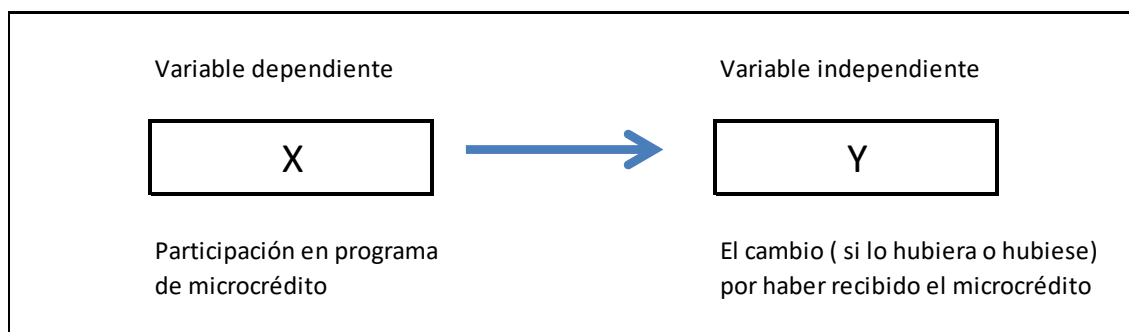 Variable dependiente
Variable independiente
X
Y
Participación en programa
de microcrédito
El cambio ( si lo hubiera o hubiese)
por haber recibido el microcrédito